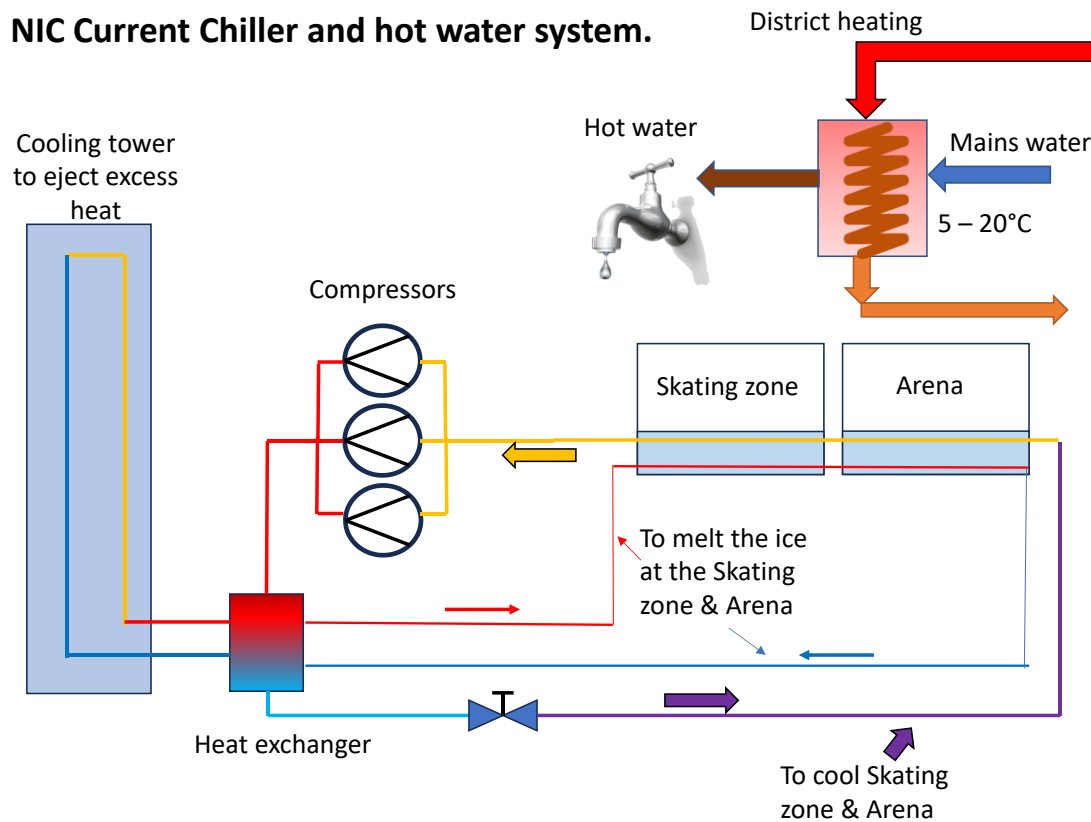 NIC Current Chiller and hot water system.
District heating
Hot water
Mains water
5 – 20°C
Cooling tower
to eject excess
heat
Compressors
Skating zone
Arena
To melt the ice
at the Skating
zone & Arena
Heat exchanger
To cool Skating
zone & Arena